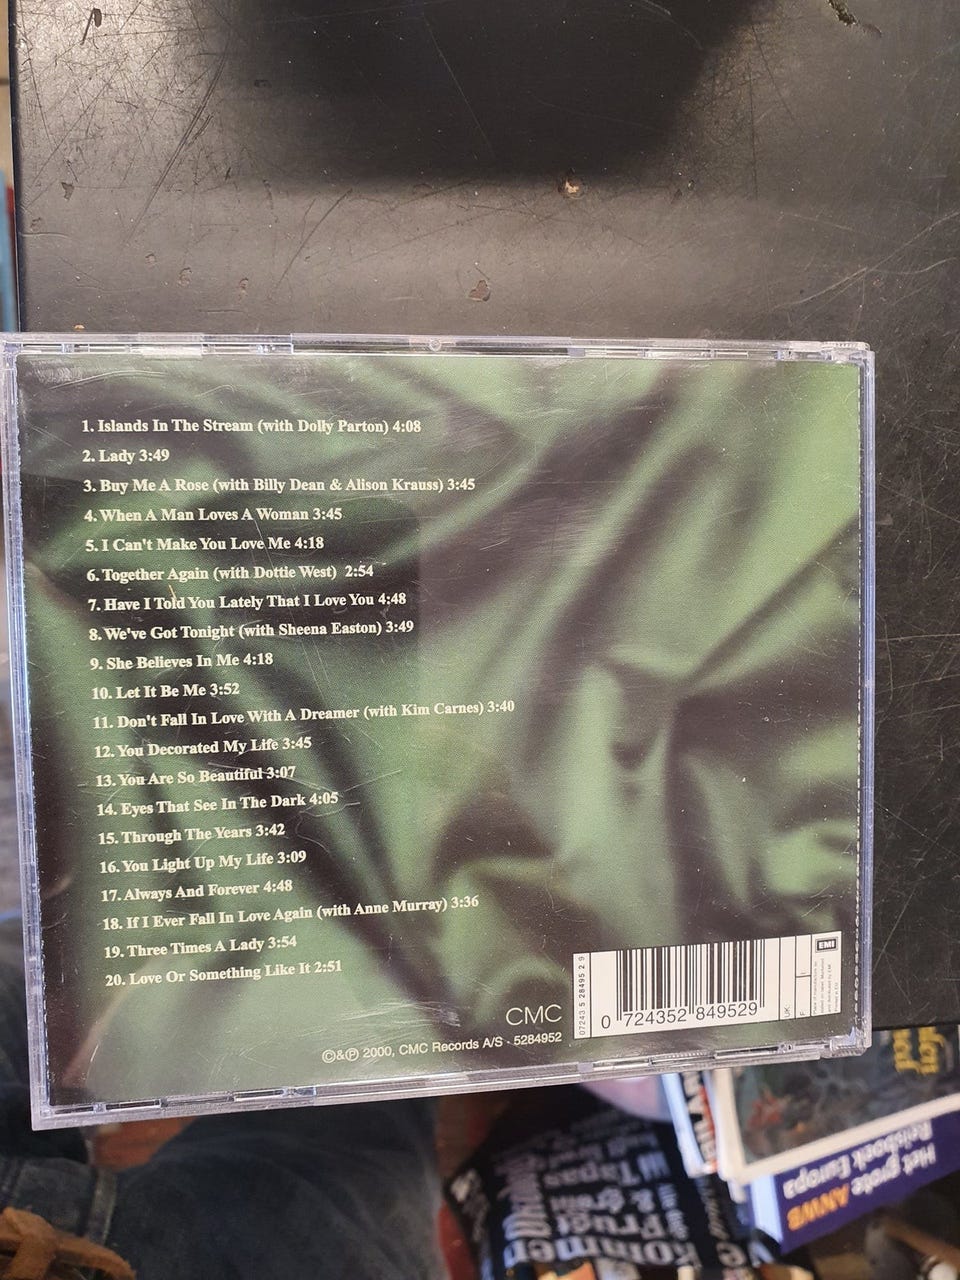 1. Islands In The Stream (with Dolly Parton) 4:08
2. Lady 3:49
3. Buy Me A Rose (with Billy Dean & Alison Krauss) 3:45
4. When A Man Loves A Woman 3:45
5. I Can't Make You Love Me 4:18
6. Together Again (with Dottie West) 2:54
7. Have I Told You Lately That I Love You 4:48
8. We've Got Tonight (with Sheena Easton) 3:49
9. She Believes In Me 4:18
10. Let It Be Me 3:52
11. Don't Fall In Love With A Dreamer (with Kim Carnes) 3:40
12. You Decorated My Life 3:45
13. You Are So Beautiful 3:07
14. Eyes That See In The Dark 4:05
15. Through The Years 3:42
16. You Light Up My Life 3:09
17. Always And Forever 4:48
18. If I Ever Fall In Love Again (with Anne Murray) 3:36
19. Three Times A Lady 3:54
20. Love Or Something Like It 2:51
CMC
©&℗ 2000, CMC Records A/S · 5284952
07243 5 28495 2 9
0 724352 849529
UK:
F:
EMI
Het grote ANWB
Reisboek Europa
Tapas
kommer